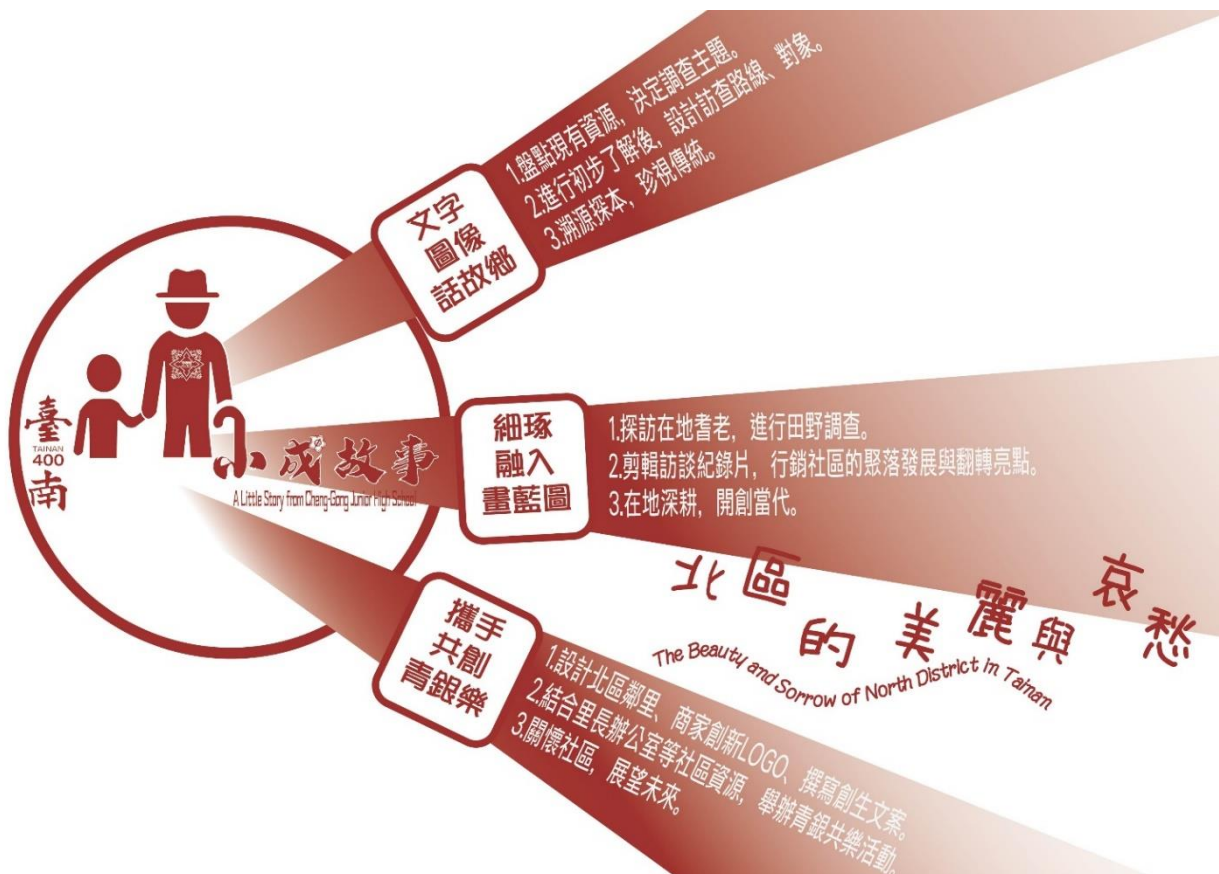 臺
TAINAN
400
南
小成故事
A Little Story from Cheng-Gong Junior High School
文字
圖像
話故鄉
1.盤點現有資源，決定調查主題。
2.進行初步了解後，設計訪查路線、對象。
3.溯源探本，珍視傳統。
細琢
融入
畫藍圖
1.探訪在地耆老，進行田野調查。
2.剪輯訪談紀錄片，行銷社區的聚落發展與翻轉亮點。
3.在地深耕，開創當代。
攜手
共創
青銀樂
1.設計北區鄰里、商家創新LOGO、撰寫創生文案。
2.結合里長辦公室等社區資源，舉辦青銀共樂活動。
3.關懷社區，展望未來。
北區的美麗與哀愁
The Beauty and Sorrow of North District in Tainan